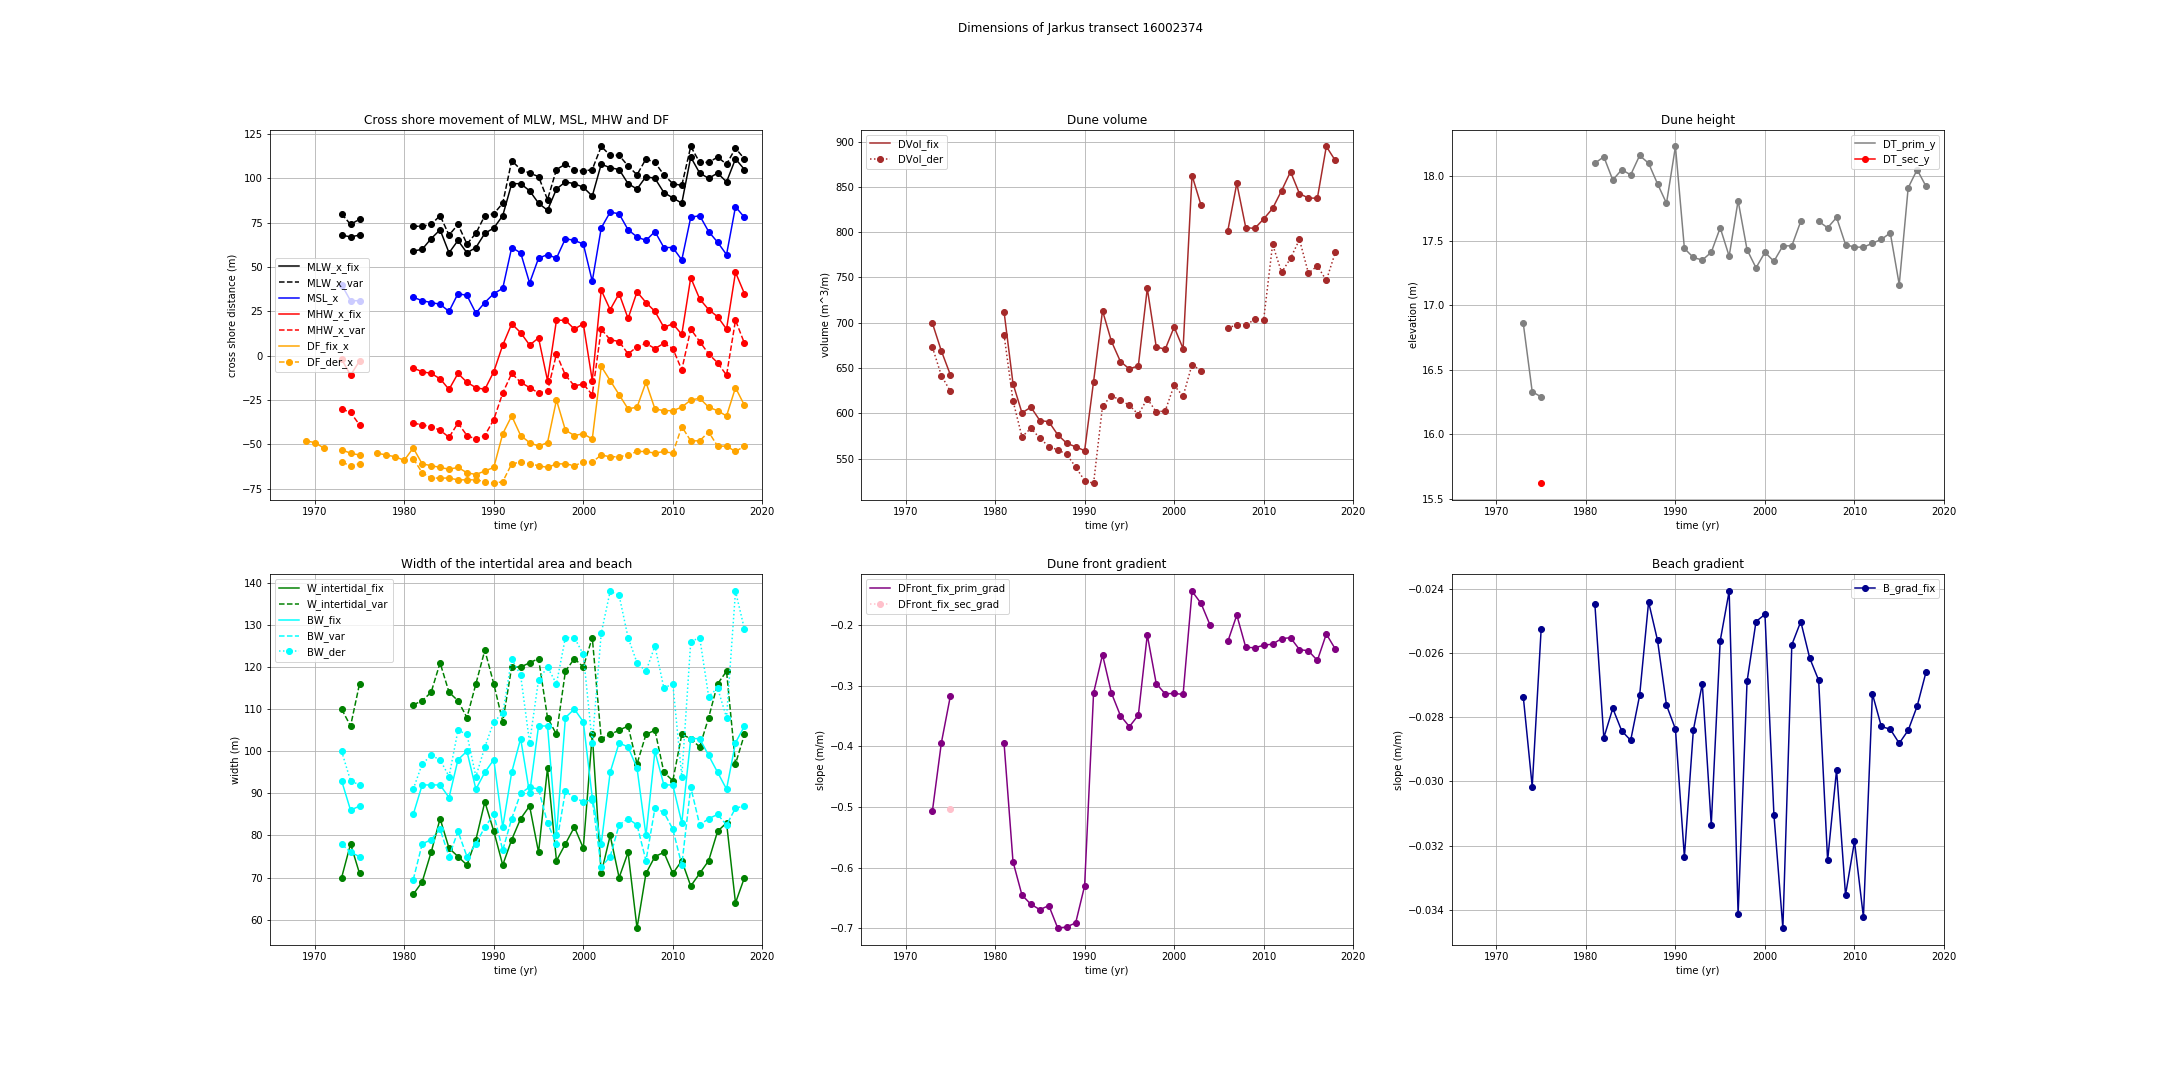 Dimensions of Jarkus transect 16002374
Cross shore movement of MLW, MSL, MHW and DF
125
100
75
50
25
0
−25
−50
−75
cross shore distance (m)
MLW_x_fix
MLW_x_var
MSL_x
MHW_x_fix
MHW_x_var
DF_fix_x
DF_der_x
1970 1980 1990 2000 2010 2020
time (yr)
Dune volume
900
850
800
750
700
650
600
550
volume (m^3/m)
DVol_fix
DVol_der
1970 1980 1990 2000 2010 2020
time (yr)
Dune height
18.0
17.5
17.0
16.5
16.0
15.5
elevation (m)
DT_prim_y
DT_sec_y
1970 1980 1990 2000 2010 2020
time (yr)
Width of the intertidal area and beach
140
130
120
110
100
90
80
70
60
width (m)
W_intertidal_fix
W_intertidal_var
BW_fix
BW_var
BW_der
1970 1980 1990 2000 2010 2020
time (yr)
Dune front gradient
−0.2
−0.3
−0.4
−0.5
−0.6
−0.7
slope (m/m)
DFront_fix_prim_grad
DFront_fix_sec_grad
1970 1980 1990 2000 2010 2020
time (yr)
Beach gradient
−0.024
−0.026
−0.028
−0.030
−0.032
−0.034
slope (m/m)
B_grad_fix
1970 1980 1990 2000 2010 2020
time (yr)